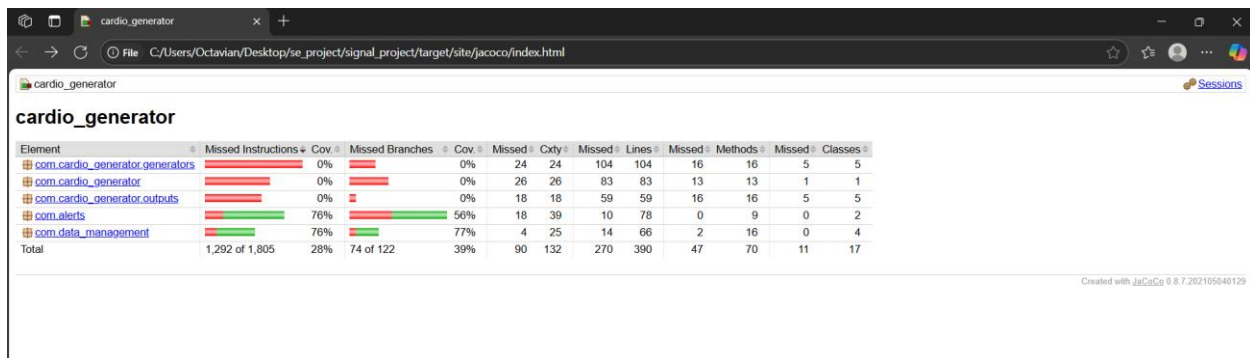 cardio_generator
File C:/Users/Octavian/Desktop/se_project/signal_project/target/site/jacoco/index.html
cardio_generator Sessions
cardio_generator
Element Missed Instructions Cov. Missed Branches Cov. Missed Cxty Missed Lines Missed Methods Missed Classes
com.cardio_generator.generators 0% 0% 24 24 104 104 16 16 5 5
com.cardio_generator 0% 0% 26 26 83 83 13 13 1 1
com.cardio_generator.outputs 0% 0% 18 18 59 59 16 16 5 5
com.alerts 76% 56% 18 39 10 78 0 9 0 2
com.data_management 76% 77% 4 25 14 66 2 16 0 4
Total 1,292 of 1,805 28% 74 of 122 39% 90 132 270 390 47 70 11 17
Created with JaCoCo 0.8.7.202105040129